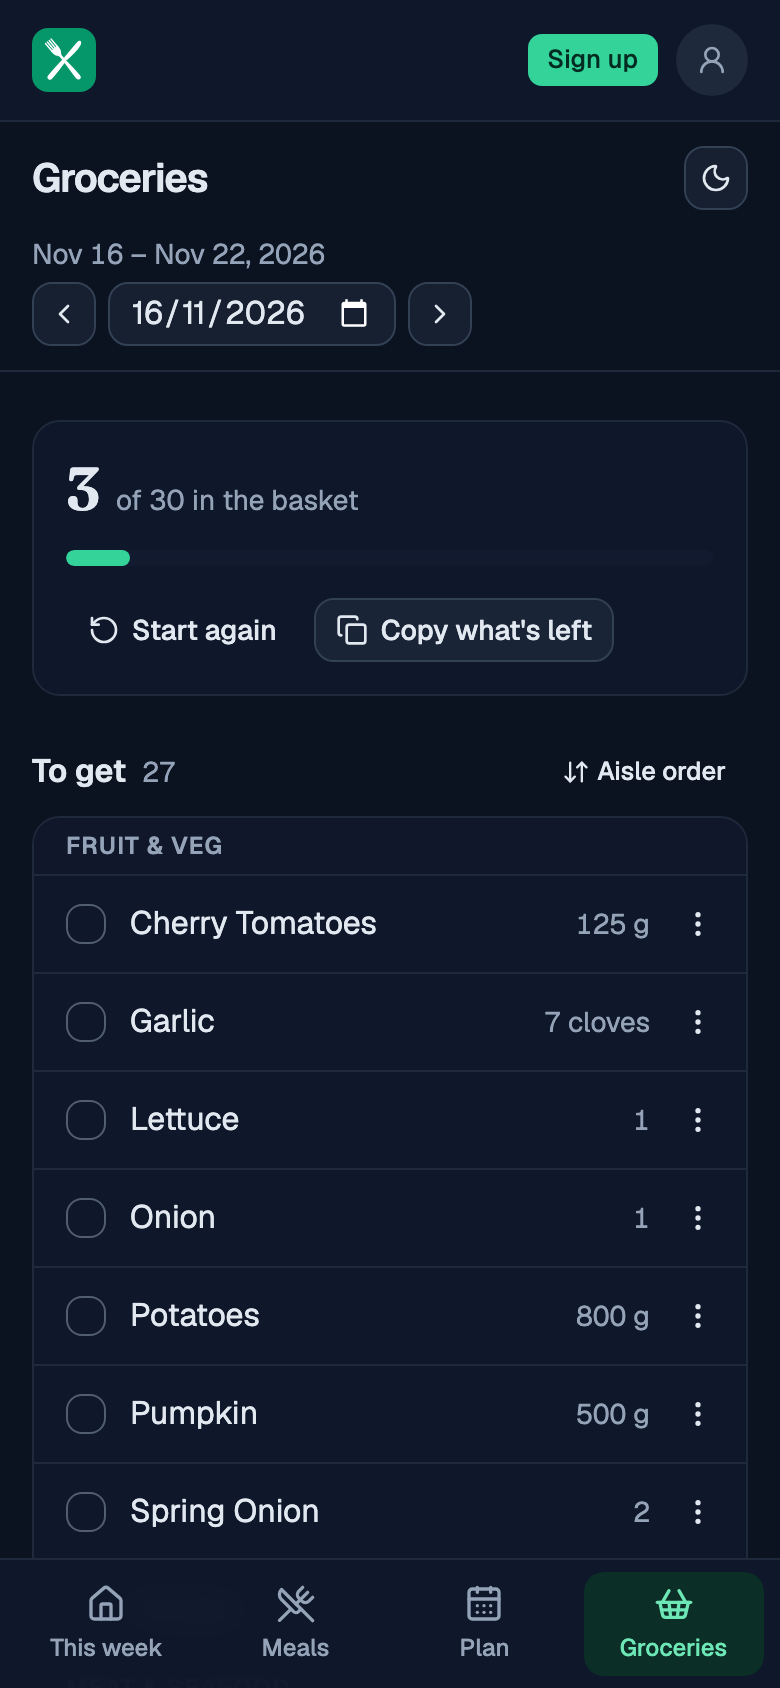 Sign up
Groceries
Nov 16 – Nov 22, 2026
16/11/2026
3 of 30 in the basket
Start again
Copy what's left
To get 27
Aisle order
FRUIT & VEG
Cherry Tomatoes 125 g
Garlic 7 cloves
Lettuce 1
Onion 1
Potatoes 800 g
Pumpkin 500 g
Spring Onion 2
This week
Meals
Plan
Groceries